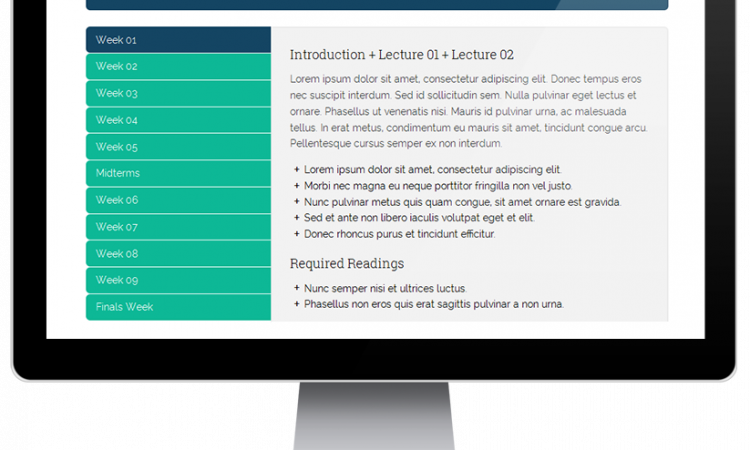 Week 01
Week 02
Week 03
Week 04
Week 05
Midterms
Week 06
Week 07
Week 08
Week 09
Finals Week
Introduction + Lecture 01 + Lecture 02
Lorem ipsum dolor sit amet, consectetur adipiscing elit. Donec tempus eros
nec suscipit interdum. Sed id sollicitudin sem. Nulla pulvinar eget lectus et
ornare. Phasellus ut venenatis nisi. Mauris id pulvinar urna, ac malesuada
tellus. In erat metus, condimentum eu mauris sit amet, tincidunt congue arcu.
Pellentesque cursus semper ex non interdum.
+ Lorem ipsum dolor sit amet, consectetur adipiscing elit.
+ Morbi nec magna eu neque porttitor fringilla non vel justo.
+ Nunc pulvinar metus quis quam congue, sit amet ornare est gravida.
+ Sed et ante non libero iaculis volutpat eget et elit.
+ Donec rhoncus purus et tincidunt efficitur.
Required Readings
+ Nunc semper nisi et ultrices luctus.
+ Phasellus non eros quis erat sagittis pulvinar a non urna.